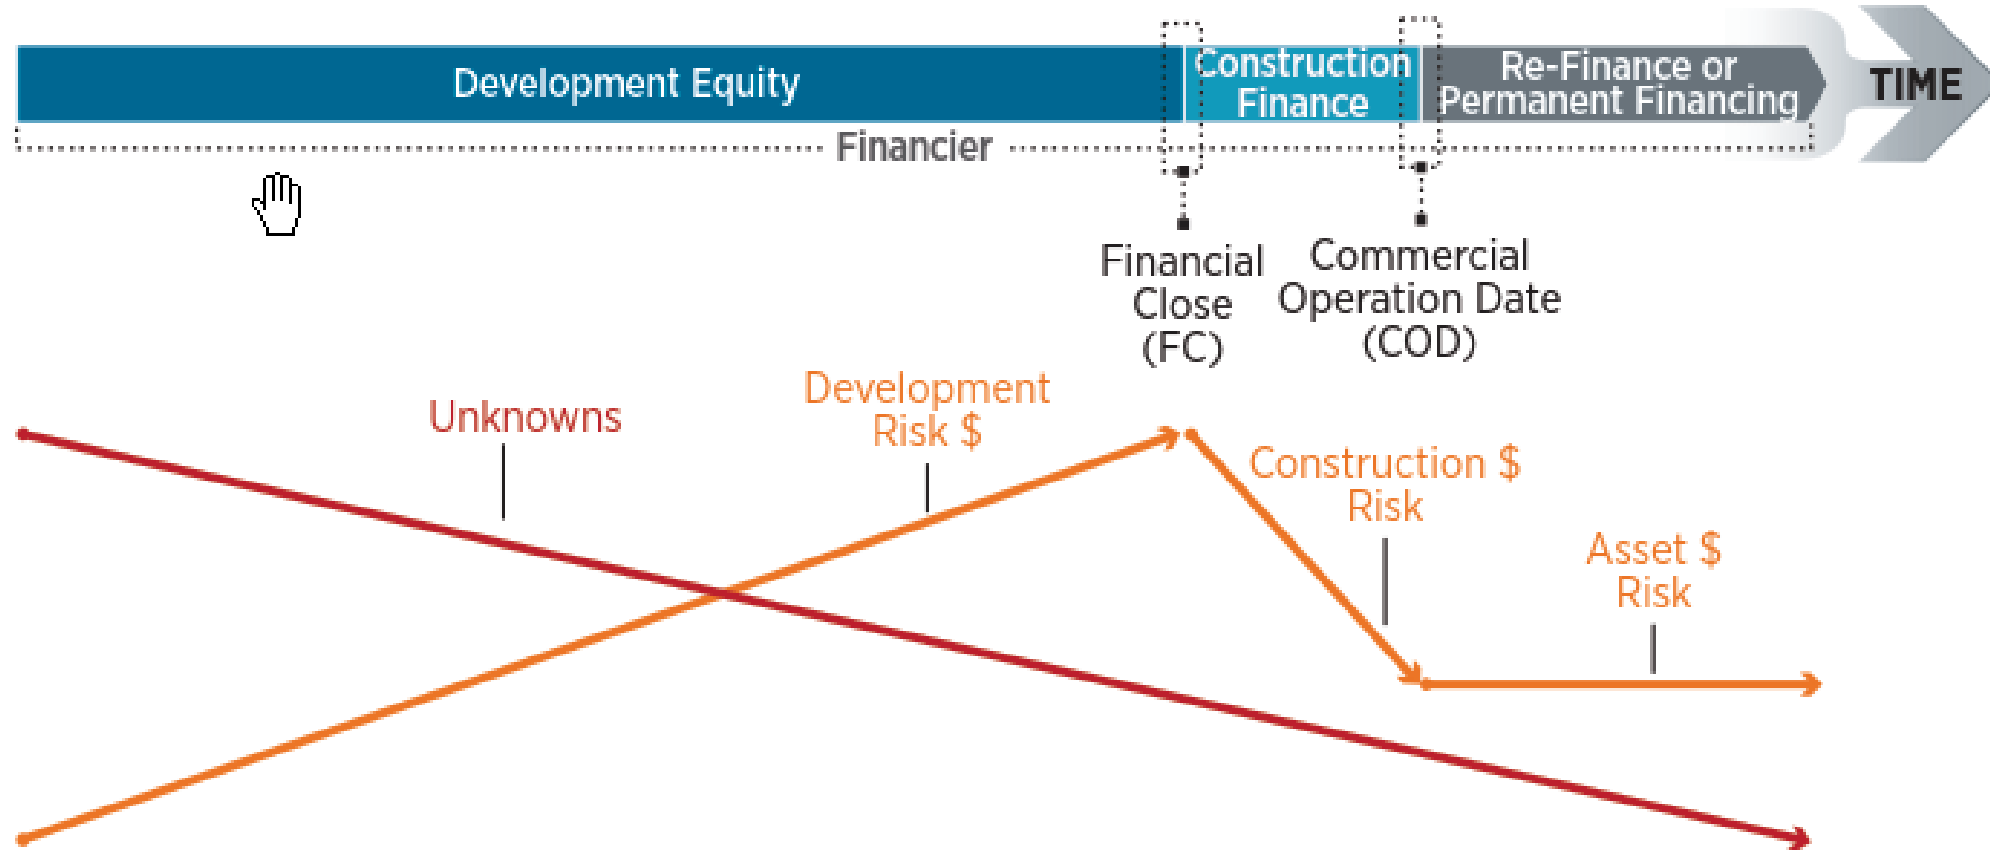 Development Equity
Construction
Finance
Re-Finance or
Permanent Financing
TIME
Financier
Financial
Close
(FC)
Commercial
Operation Date
(COD)
Unknowns
Development
Risk $
Construction $
Risk
Asset $
Risk